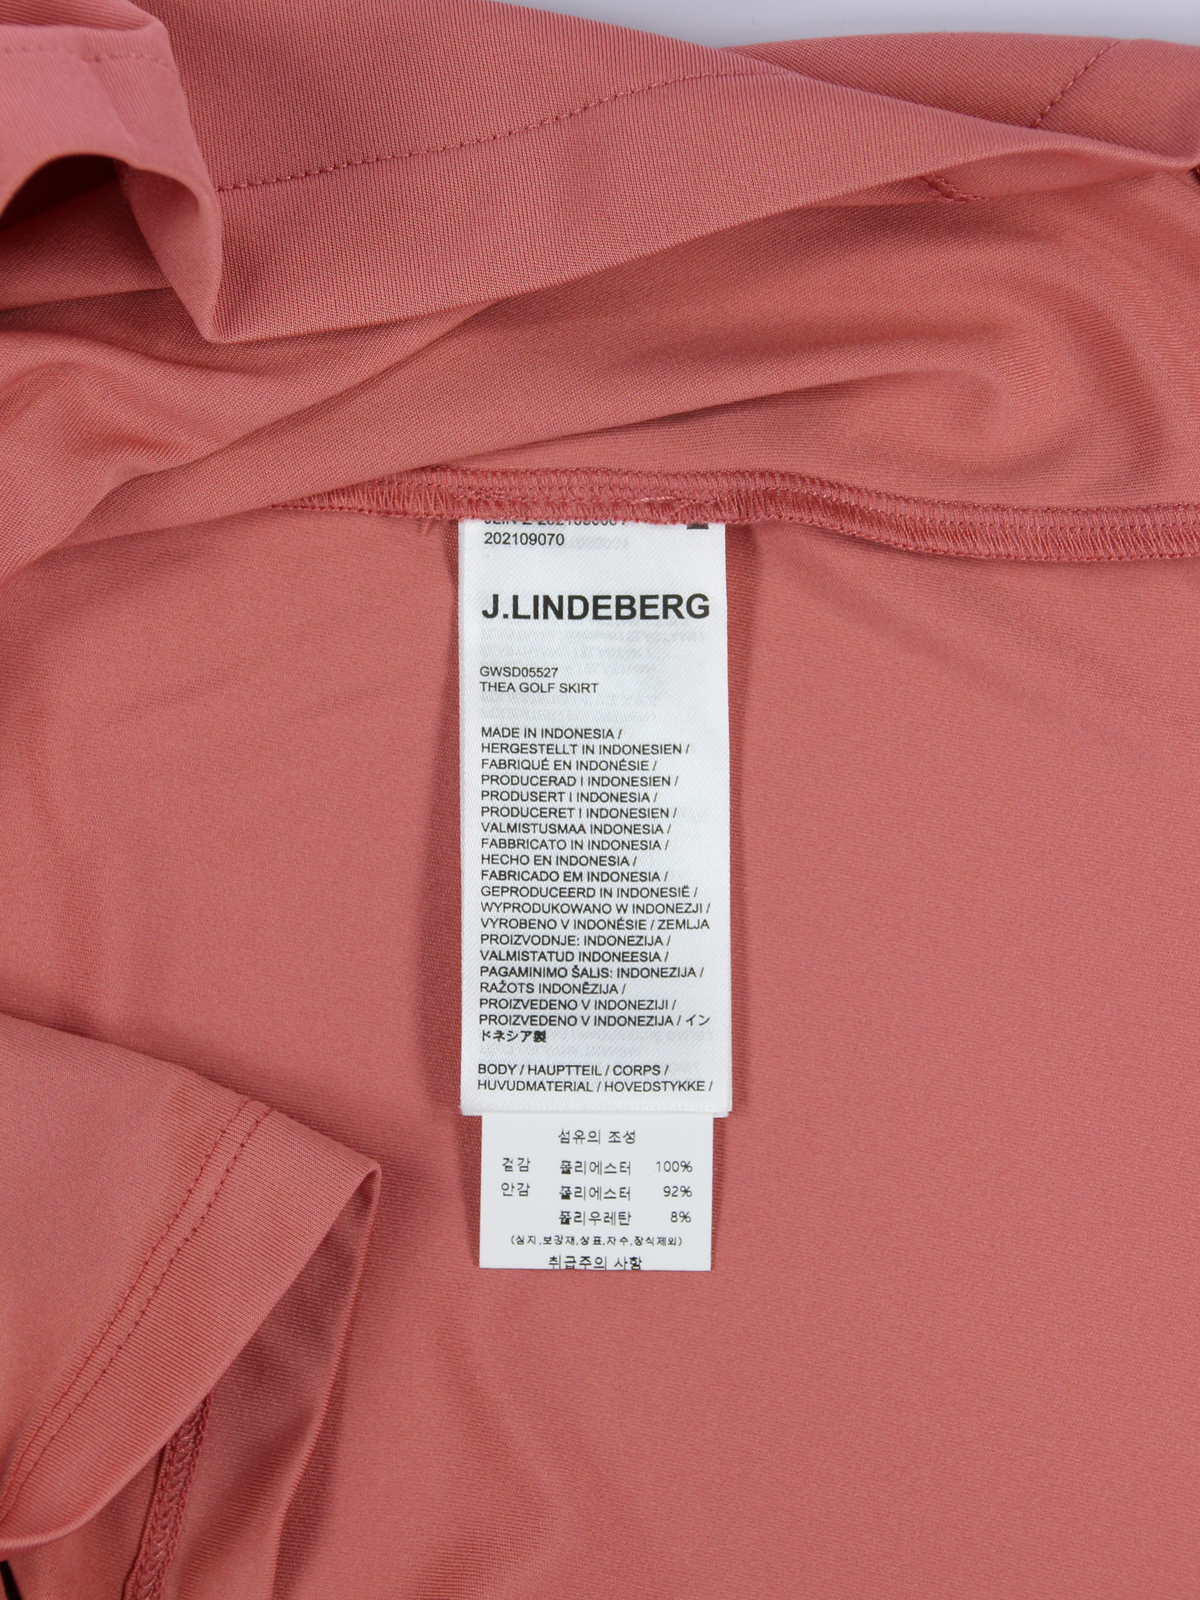 202109070
J.LINDEBERG
GWSD05527
THEA GOLF SKIRT
MADE IN INDONESIA /
HERGESTELLT IN INDONESIEN /
FABRIQUÉ EN INDONÉSIE /
PRODUCERAD I INDONESIEN /
PRODUSERT I INDONESIA /
PRODUCERET I INDONESIEN /
VALMISTUSMAA INDONESIA /
FABBRICATO IN INDONESIA /
HECHO EN INDONESIA /
FABRICADO EM INDONESIA /
GEPRODUCEERD IN INDONESIË /
WYPRODUKOWANO W INDONEZJI /
VYROBENO V INDONÉSIE / ZEMLJA
PROIZVODNJE: INDONEZIJA /
VALMISTATUD INDONEESIA /
PAGAMINIMO ŠALIS: INDONEZIJA /
RAŽOTS INDONĒZIJA /
PROIZVEDENO V INDONEZIJI /
PROIZVEDENO V INDONEZIJA / イン
ドネシア製
BODY / HAUPTTEIL / CORPS /
HUVUDMATERIAL / HOVEDSTYKKE /
섬유의 조성
겉감 폴리에스터 100%
안감 폴리에스터 92%
폴리우레탄 8%
(심지,보강재,상표,자수,장식제외)
취급주의 사항